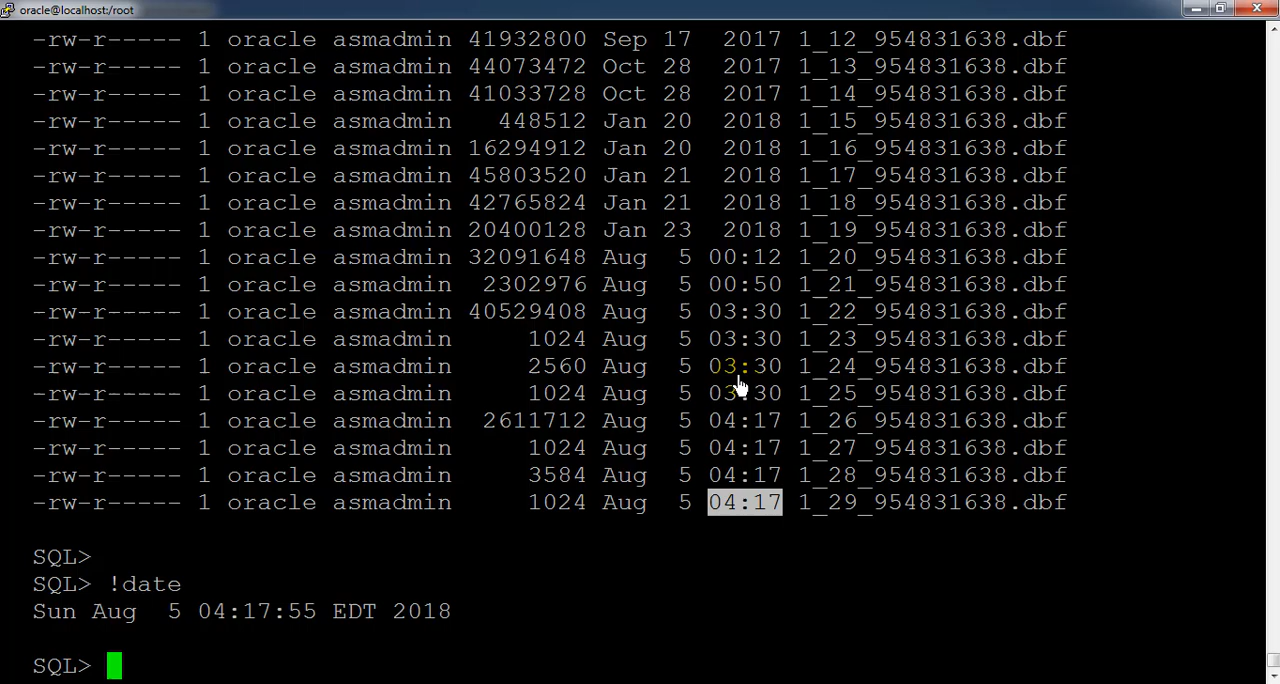 oracle@localhost:/root
-rw-r----- 1 oracle asmadmin 41932800 Sep 17  2017 1_12_954831638.dbf
-rw-r----- 1 oracle asmadmin 44073472 Oct 28  2017 1_13_954831638.dbf
-rw-r----- 1 oracle asmadmin 41033728 Oct 28  2017 1_14_954831638.dbf
-rw-r----- 1 oracle asmadmin   448512 Jan 20  2018 1_15_954831638.dbf
-rw-r----- 1 oracle asmadmin 16294912 Jan 20  2018 1_16_954831638.dbf
-rw-r----- 1 oracle asmadmin 45803520 Jan 21  2018 1_17_954831638.dbf
-rw-r----- 1 oracle asmadmin 42765824 Jan 21  2018 1_18_954831638.dbf
-rw-r----- 1 oracle asmadmin 20400128 Jan 23  2018 1_19_954831638.dbf
-rw-r----- 1 oracle asmadmin 32091648 Aug  5 00:12 1_20_954831638.dbf
-rw-r----- 1 oracle asmadmin  2302976 Aug  5 00:50 1_21_954831638.dbf
-rw-r----- 1 oracle asmadmin 40529408 Aug  5 03:30 1_22_954831638.dbf
-rw-r----- 1 oracle asmadmin     1024 Aug  5 03:30 1_23_954831638.dbf
-rw-r----- 1 oracle asmadmin     2560 Aug  5 03:30 1_24_954831638.dbf
-rw-r----- 1 oracle asmadmin     1024 Aug  5 03:30 1_25_954831638.dbf
-rw-r----- 1 oracle asmadmin  2611712 Aug  5 04:17 1_26_954831638.dbf
-rw-r----- 1 oracle asmadmin     1024 Aug  5 04:17 1_27_954831638.dbf
-rw-r----- 1 oracle asmadmin     3584 Aug  5 04:17 1_28_954831638.dbf
-rw-r----- 1 oracle asmadmin     1024 Aug  5 04:17 1_29_954831638.dbf
SQL>
SQL> !date
Sun Aug  5 04:17:55 EDT 2018
SQL>